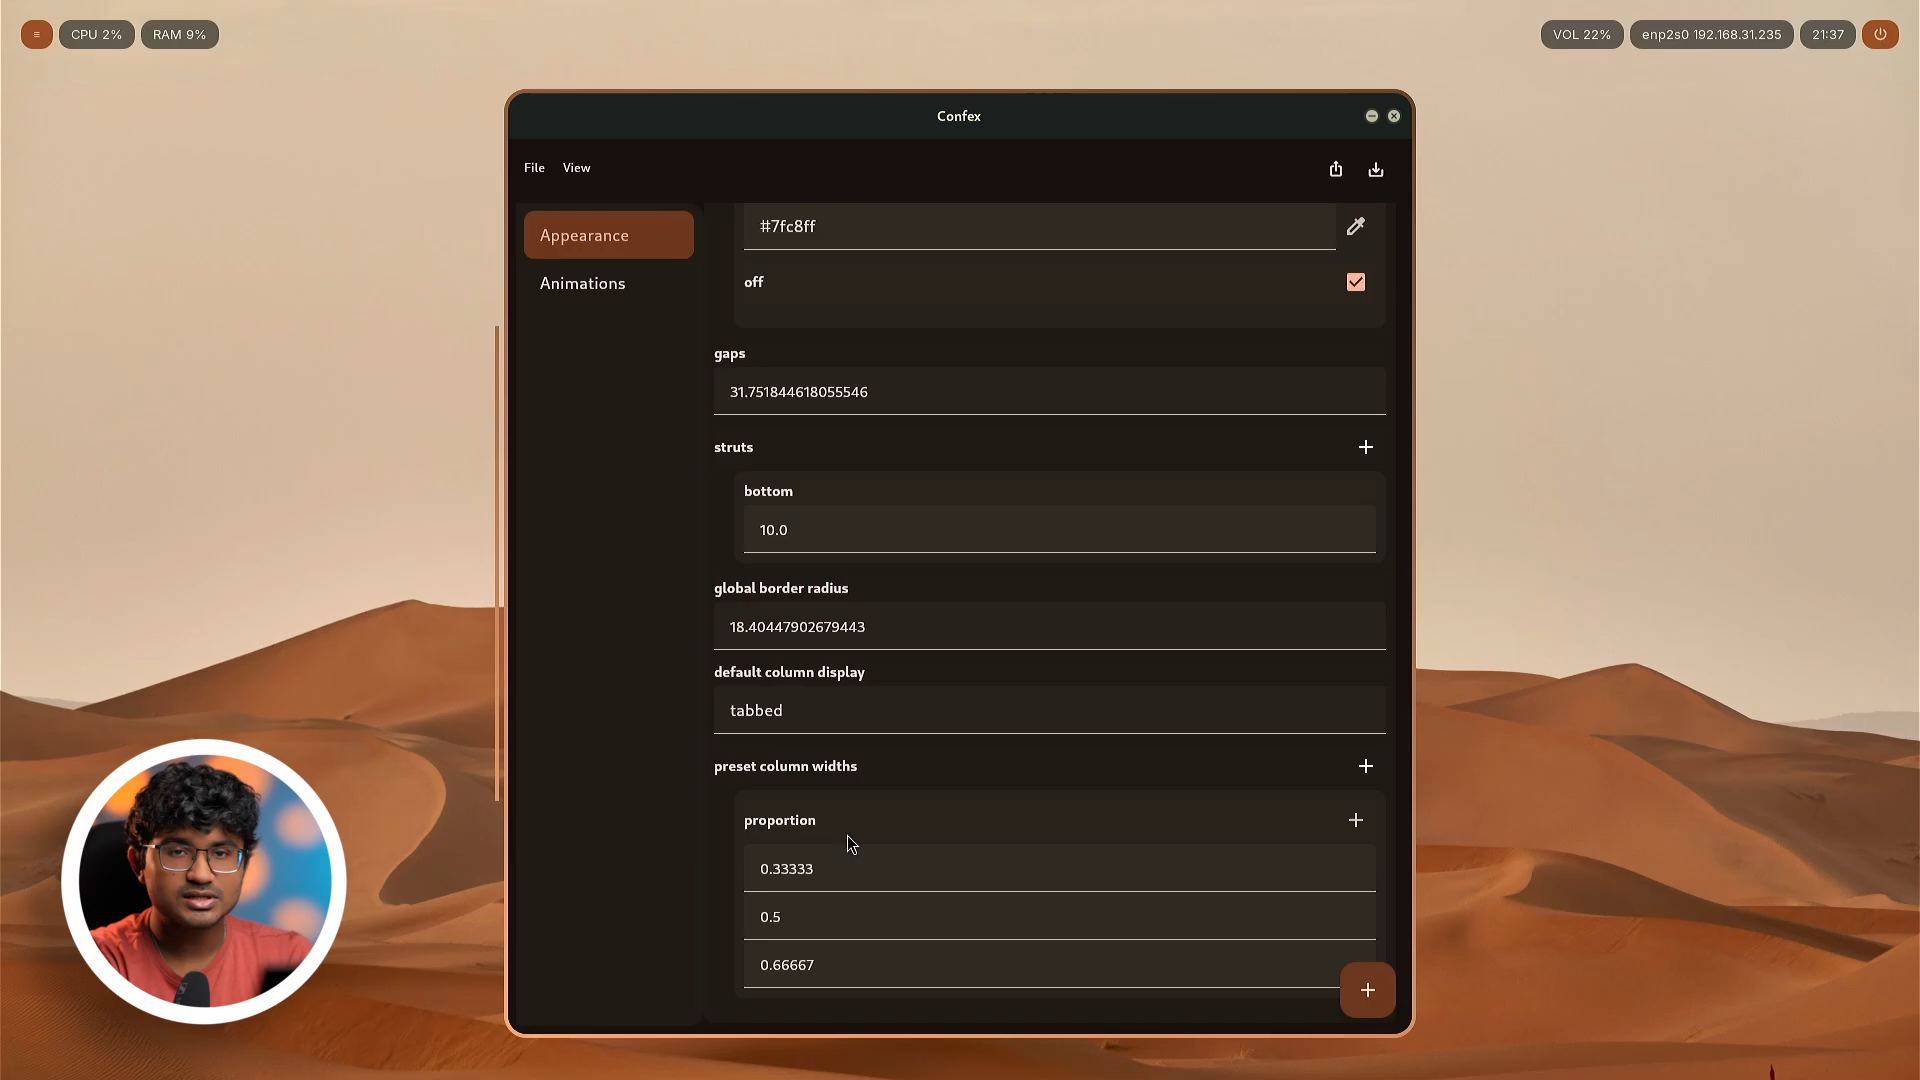 CPU 2%
RAM 9%
VOL 22%
enp2s0 192.168.31.235
21:37
Confex
File
View
Appearance
Animations
#7fc8ff
off
gaps
31.751844618055546
struts
bottom
10.0
global border radius
18.40447902679443
default column display
tabbed
preset column widths
proportion
0.33333
0.5
0.66667